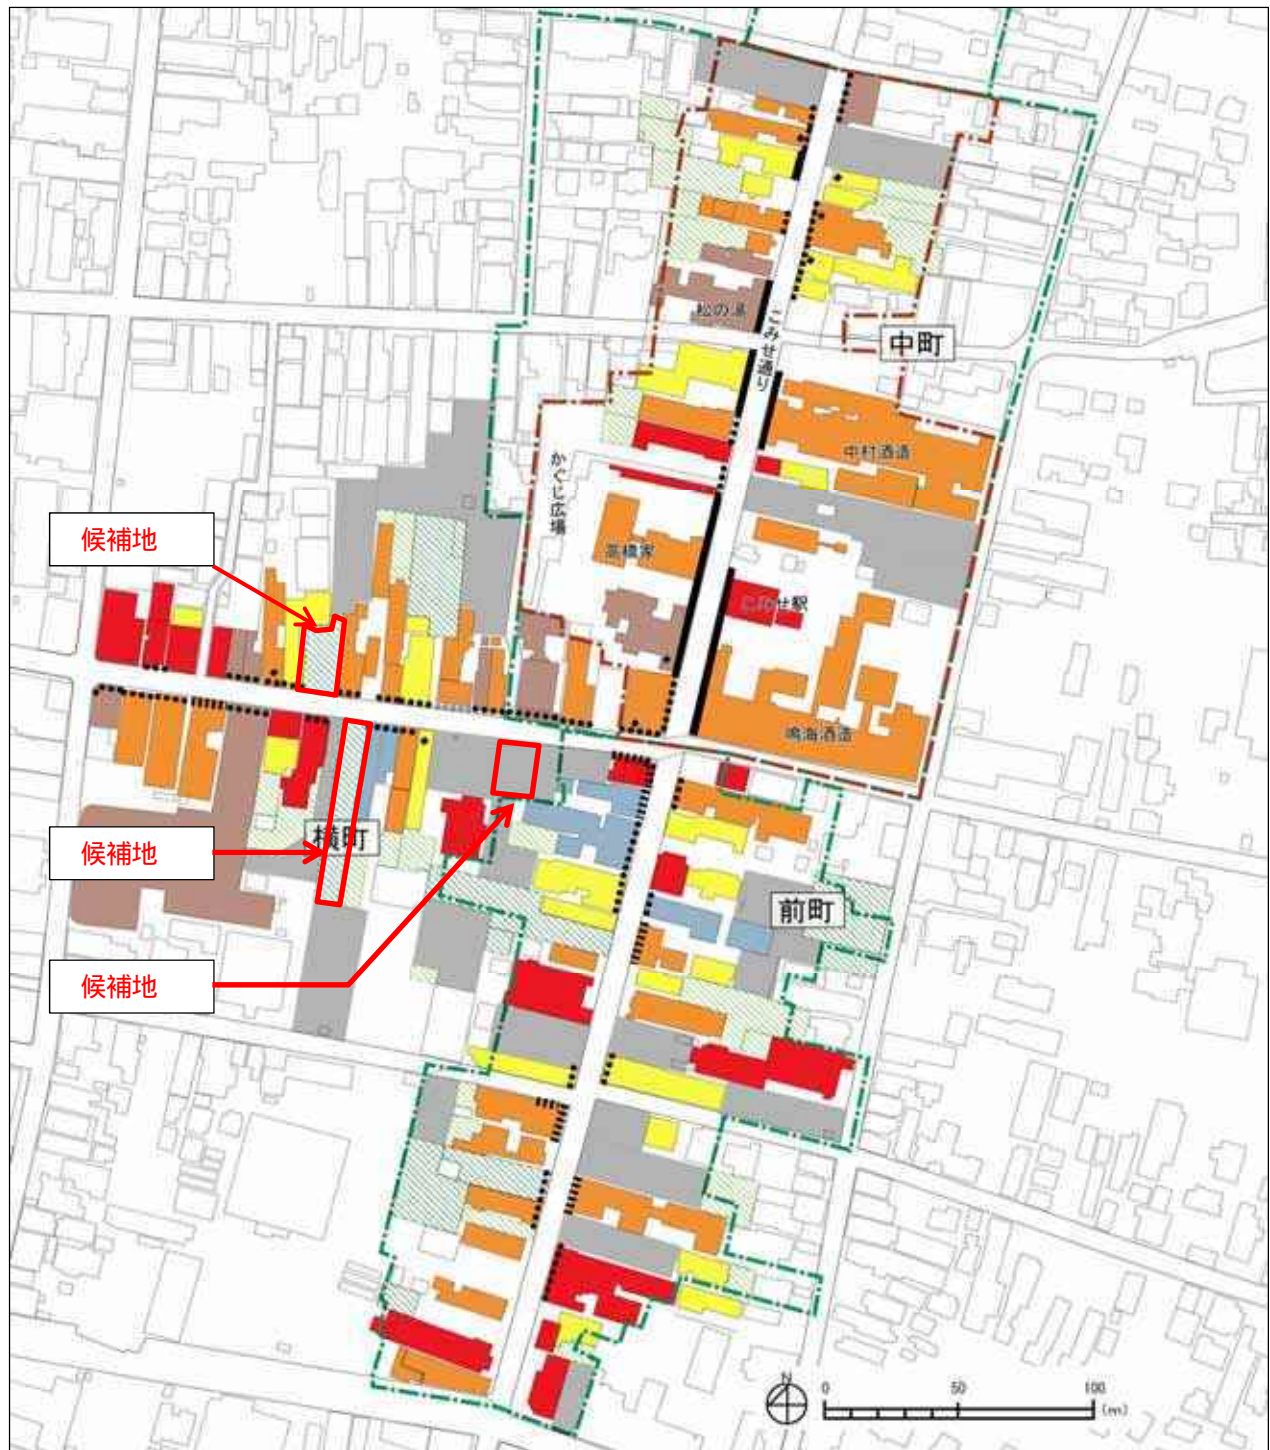 松の湯
こみせ通り
中町
中村酒造
かぐじ広場
高橋家
こみせ駅
鳴海酒造
候補地
候補地
候補地
横町
前町
N
0 50 100
(m)